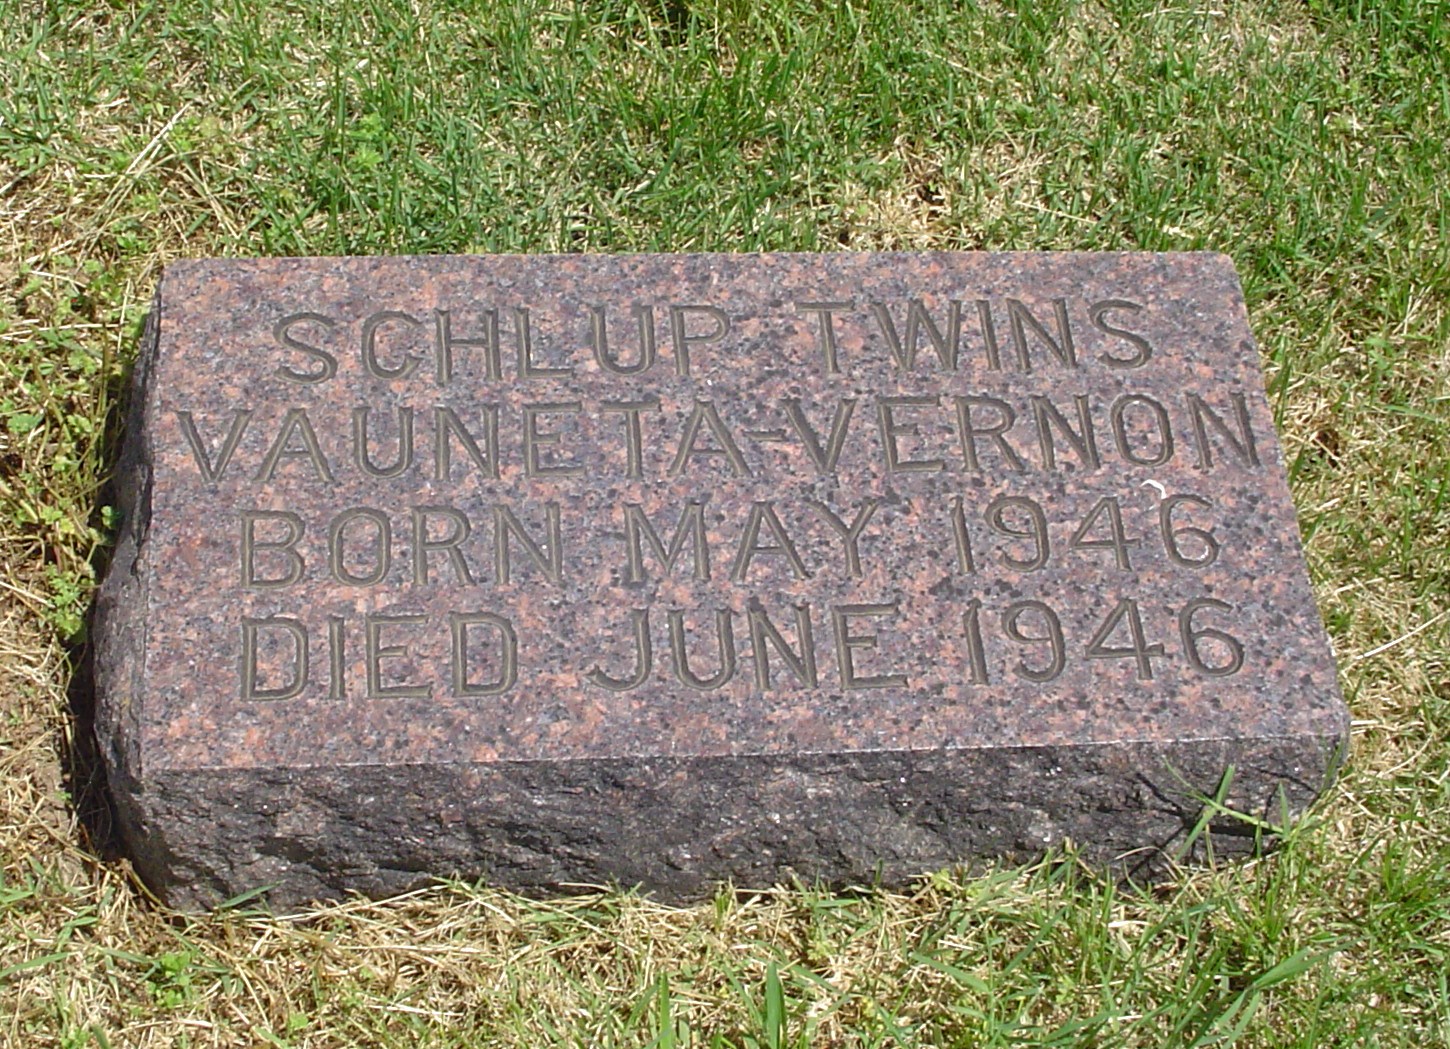 SCHLUP TWINS
VAUNETA-VERNON
BORN MAY 1946
DIED JUNE 1946